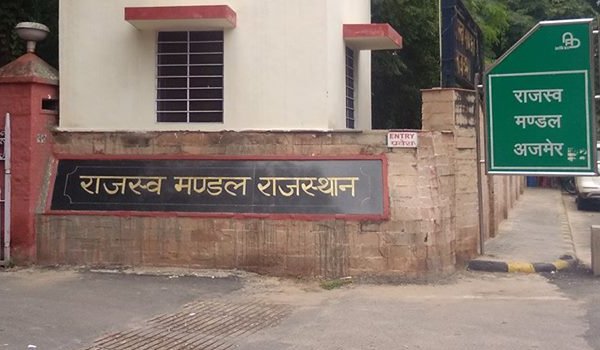 राजस्व मण्डल राजस्थान
ENTRY
प्रवेश
राजस्व
मण्डल
अजमेर